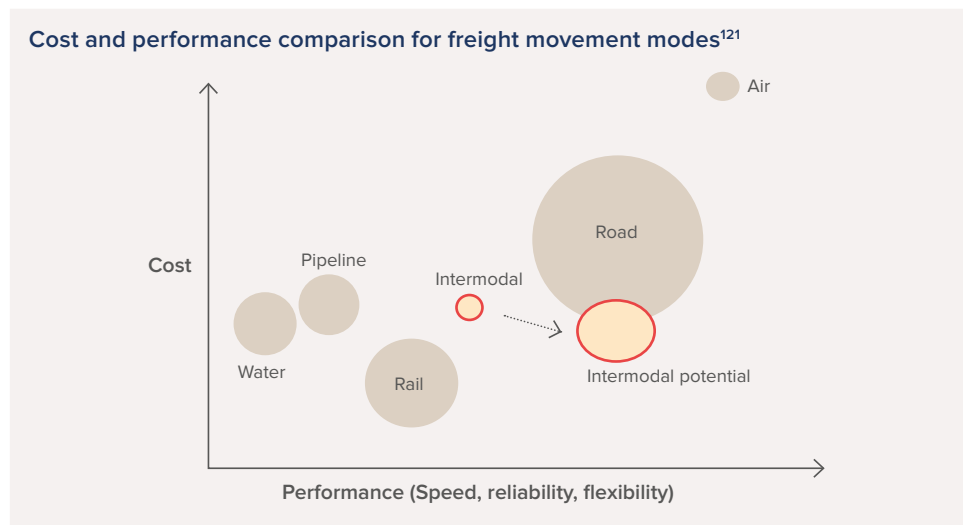 Cost and performance comparison for freight movement modes¹²¹
Air
Road
Cost
Pipeline
Intermodal
Water
Rail
Intermodal potential
Performance (Speed, reliability, flexibility)